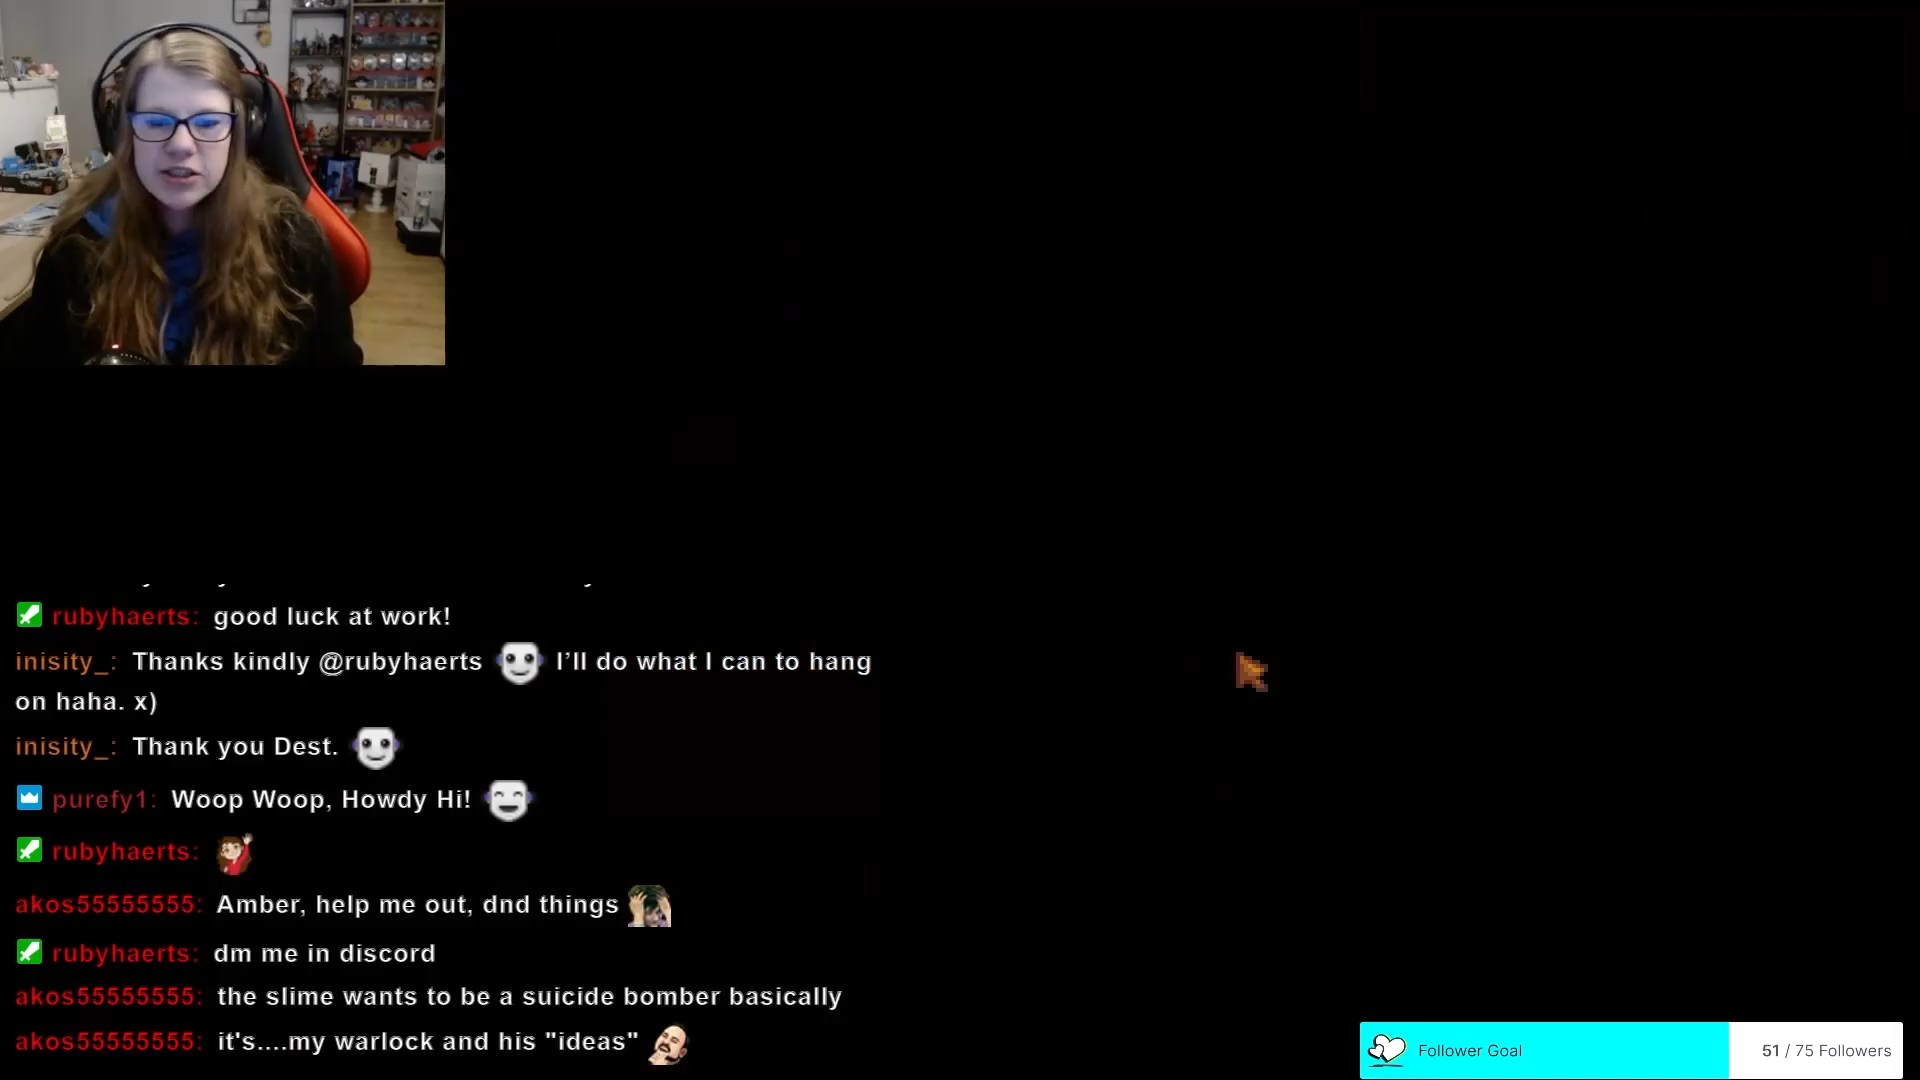 rubyhaerts: good luck at work!
inisity_: Thanks kindly @rubyhaerts I’ll do what I can to hang
on haha. x)
inisity_: Thank you Dest.
purefy1: Woop Woop, Howdy Hi!
rubyhaerts:
akos55555555: Amber, help me out, dnd things
rubyhaerts: dm me in discord
akos55555555: the slime wants to be a suicide bomber basically
akos55555555: it's....my warlock and his "ideas"
Follower Goal 51 / 75 Followers